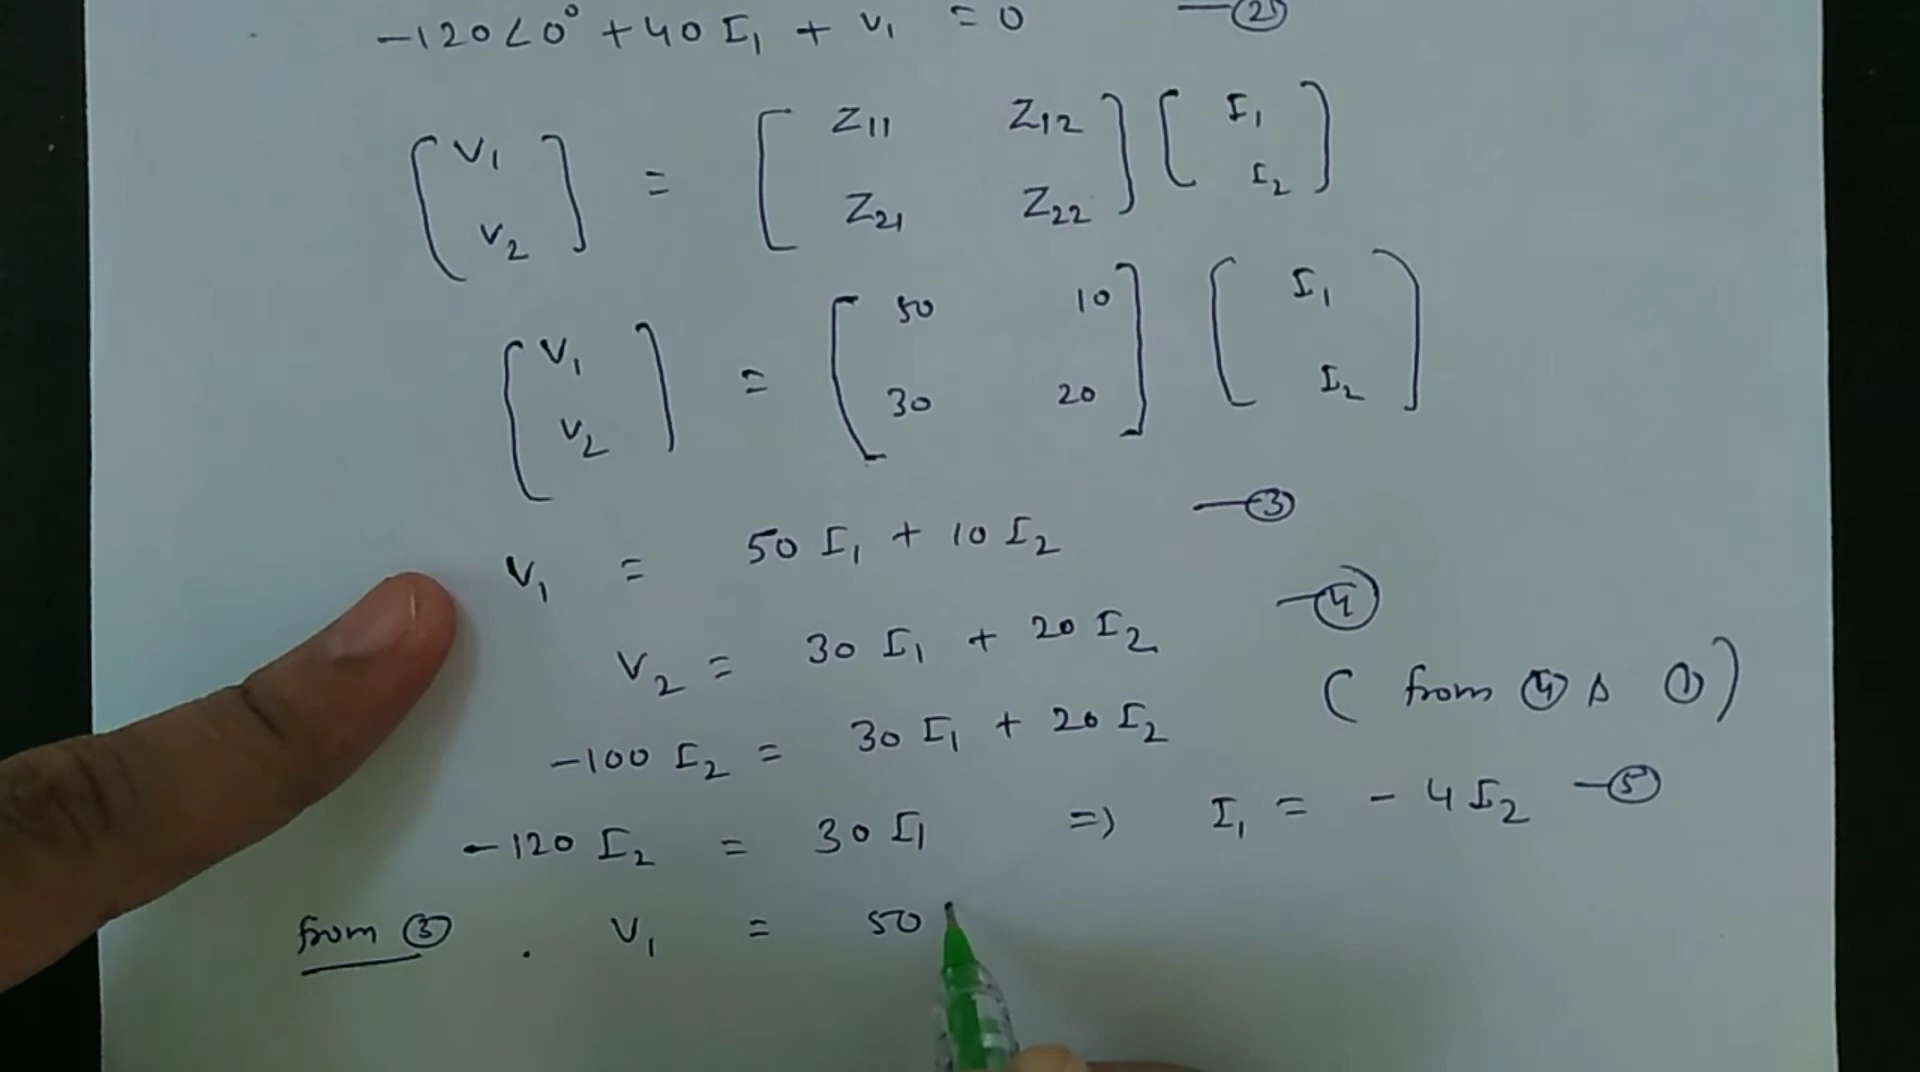 -120∠0° + 40 I₁ + V₁ = 0 —②
[V₁ V₂] = [Z₁₁ Z₁₂ Z₂₁ Z₂₂] [I₁ I₂]
[V₁ V₂] = [50 10 30 20] [I₁ I₂]
V₁ = 50 I₁ + 10 I₂ —③
V₂ = 30 I₁ + 20 I₂ —④
-100 I₂ = 30 I₁ + 20 I₂ (from ④ & ①)
-120 I₂ = 30 I₁ => I₁ = -4 I₂ —⑤
from ③. V₁ = 50